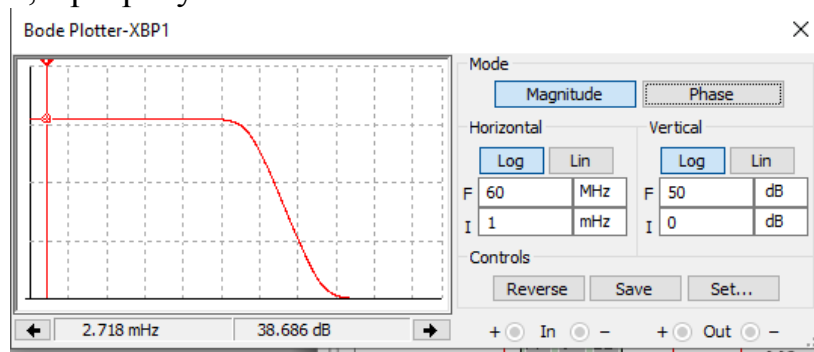 Bode Plotter-XBP1
Mode
Magnitude Phase
Horizontal Vertical
Log Lin Log Lin
F 60 MHz F 50 dB
I 1 mHz I 0 dB
Controls
Reverse Save Set...
2.718 mHz 38.686 dB
+ In − + Out −